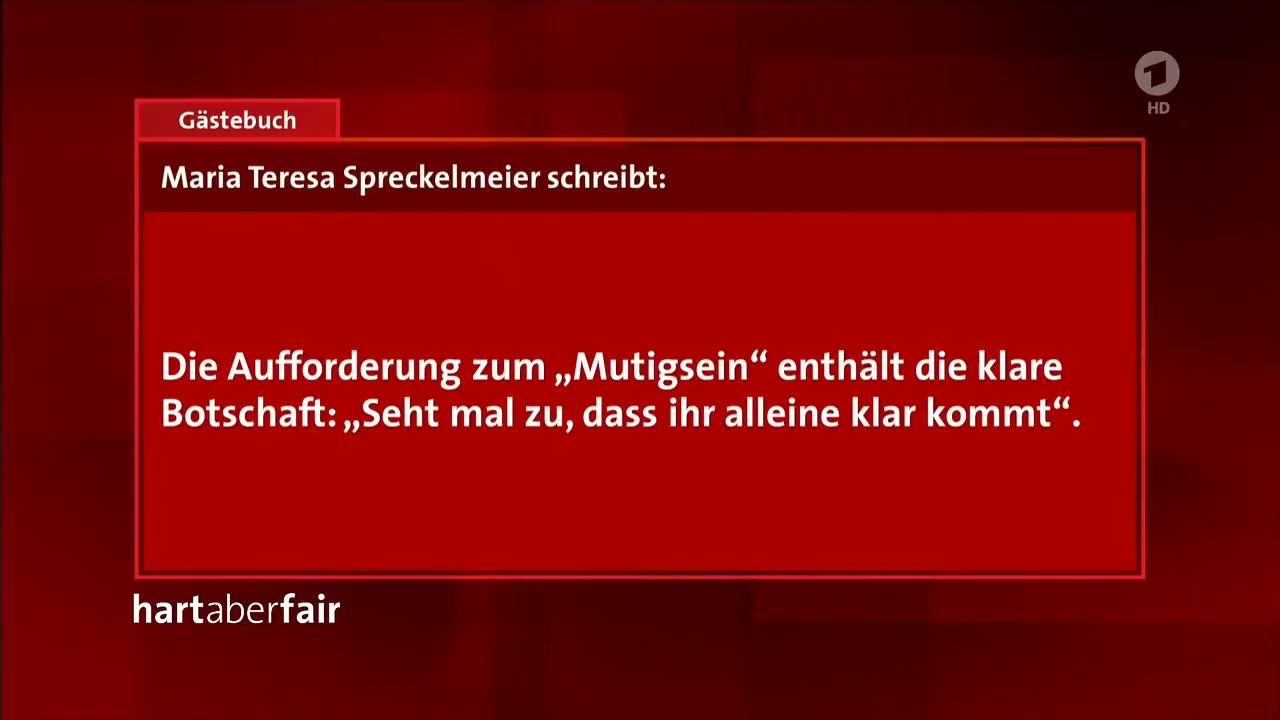 1
HD
Gästebuch
Maria Teresa Spreckelmeier schreibt:
Die Aufforderung zum „Mutigsein“ enthält die klare
Botschaft: „Seht mal zu, dass ihr alleine klar kommt“.
hartaberfair